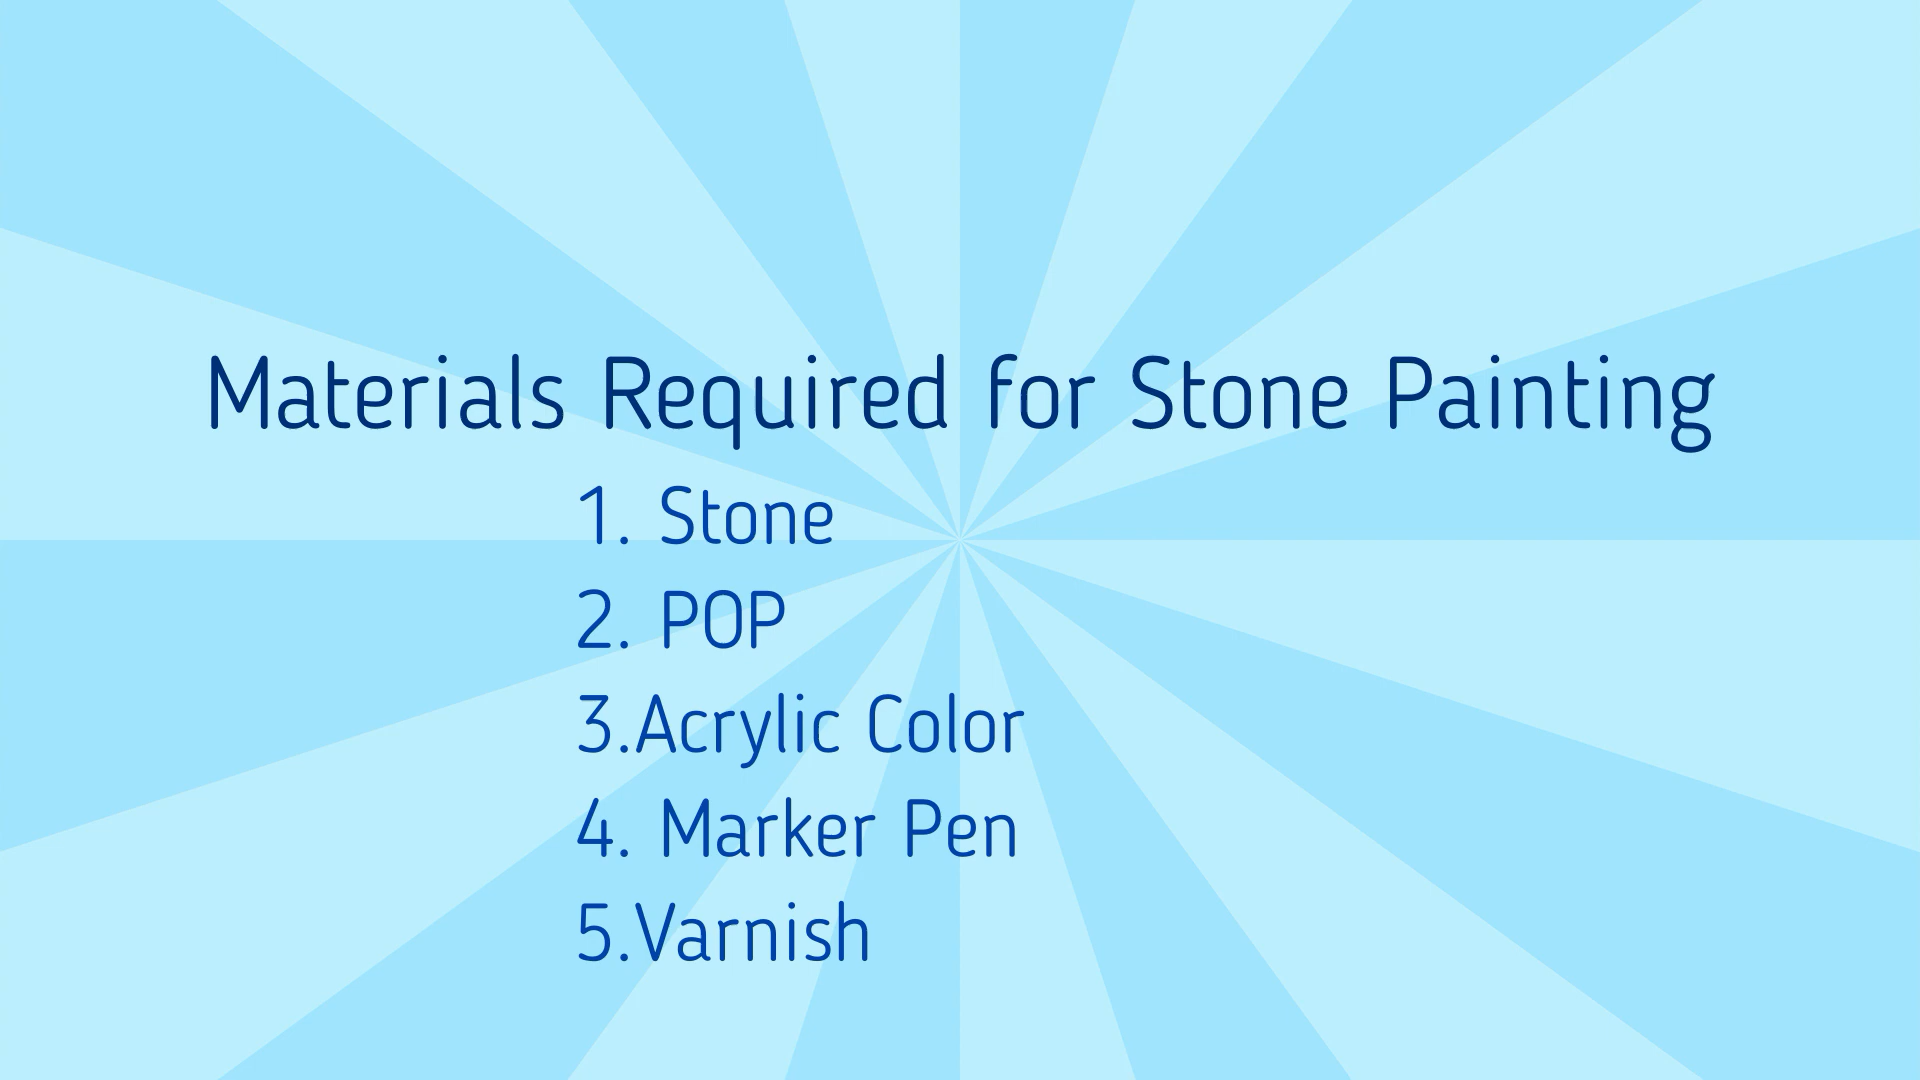 Materials Required for Stone Painting
1. Stone
2. POP
3.Acrylic Color
4. Marker Pen
5.Varnish